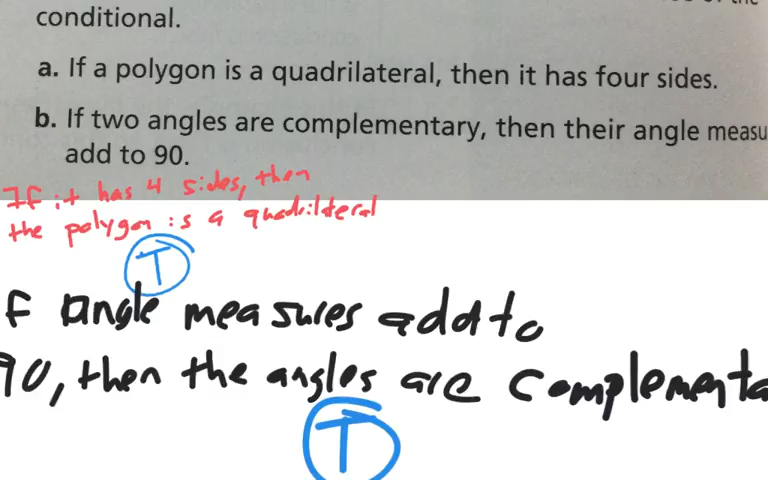 conditional.
a. If a polygon is a quadrilateral, then it has four sides.
b. If two angles are complementary, then their angle measu
add to 90.
If it has 4 sides, then
the polygon is a quadrilateral
T
f angle measures add to
90, then the angles are complementa
T